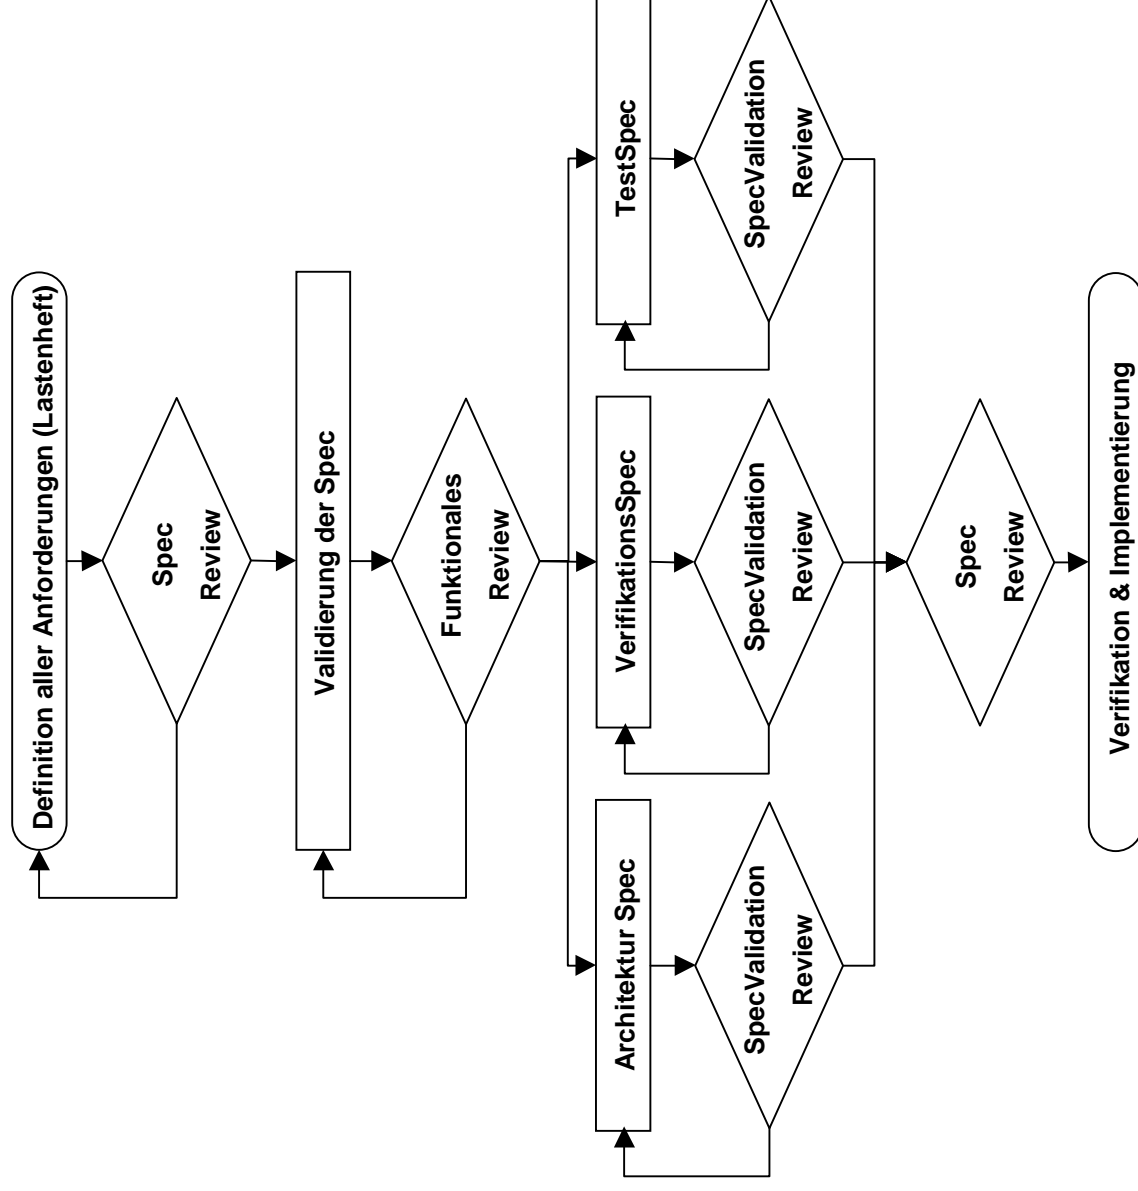 Definition aller Anforderungen (Lastenheft)
Spec
Review
Validierung der Spec
Funktionales
Review
Architektur Spec
SpecValidation
Review
VerifikationsSpec
SpecValidation
Review
TestSpec
SpecValidation
Review
Spec
Review
Verifikation & Implementierung